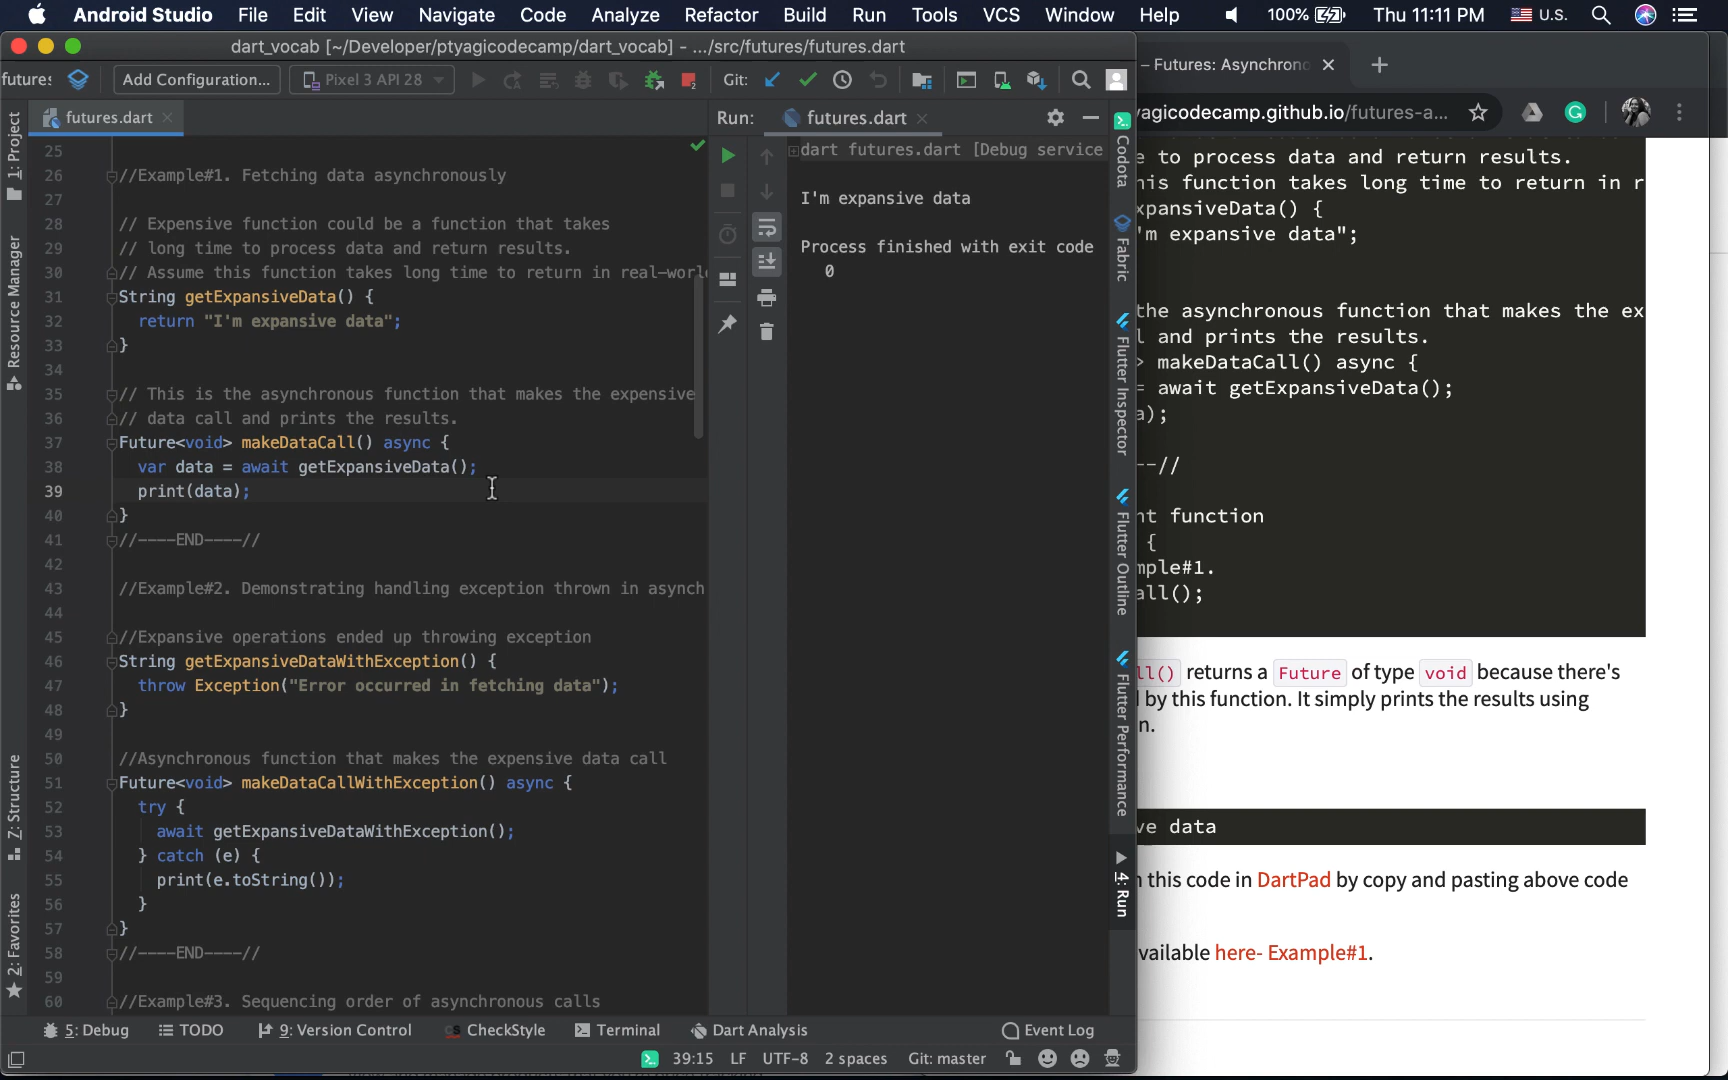 Android Studio File Edit View Navigate Code Analyze Refactor Build Run Tools VCS Window Help 100% Thu 11:11 PM U.S.
dart_vocab [~/Developer/ptyagicodecamp/dart_vocab] - .../src/futures/futures.dart
– Futures: Asynchron
futures Add Configuration... Pixel 3 API 28 Git:
yagicodecamp.github.io/futures-a...
futures.dart
Run: futures.dart
1: Project
Resource Manager
Z: Structure
2: Favorites
25
26 //Example#1. Fetching data asynchronously
27
28 // Expensive function could be a function that takes
29 // long time to process data and return results.
30 // Assume this function takes long time to return in real-worl
31 String getExpansiveData() {
32 return "I'm expansive data";
33 }
34
35 // This is the asynchronous function that makes the expensive
36 // data call and prints the results.
37 Future<void> makeDataCall() async {
38 var data = await getExpansiveData();
39 print(data);
40 }
41 //----END----//
42
43 //Example#2. Demonstrating handling exception thrown in asynch
44
45 //Expansive operations ended up throwing exception
46 String getExpansiveDataWithException() {
47 throw Exception("Error occurred in fetching data");
48 }
49
50 //Asynchronous function that makes the expensive data call
51 Future<void> makeDataCallWithException() async {
52 try {
53 await getExpansiveDataWithException();
54 } catch (e) {
55 print(e.toString());
56 }
57 }
58 //----END----//
59
60 //Example#3. Sequencing order of asynchronous calls
dart futures.dart [Debug service
I'm expansive data
Process finished with exit code
0
Codota
Fabric
Flutter Inspector
Flutter Outline
Flutter Performance
4: Run
e to process data and return results.
his function takes long time to return in r
xpansiveData() {
'm expansive data";
the asynchronous function that makes the ex
l and prints the results.
> makeDataCall() async {
= await getExpansiveData();
a);
--//
nt function
{
mple#1.
all();
ll() returns a Future of type void because there's
by this function. It simply prints the results using
n.
ve data
n this code in DartPad by copy and pasting above code
vailable here- Example#1.
5: Debug TODO 9: Version Control CheckStyle Terminal Dart Analysis Event Log
39:15 LF UTF-8 2 spaces Git: master